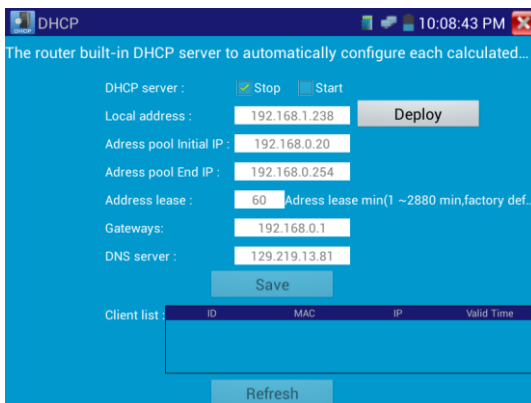 DHCP 10:08:43 PM
The router built-in DHCP server to automatically configure each calculated...
DHCP server : Stop Start
Local address : 192.168.1.238 Deploy
Adress pool Initial IP : 192.168.0.20
Adress pool End IP : 192.168.0.254
Address lease : 60 Adress lease min(1 ~2880 min,factory def..
Gateways: 192.168.0.1
DNS server : 129.219.13.81
Save
Client list : ID MAC IP Valid Time
Refresh